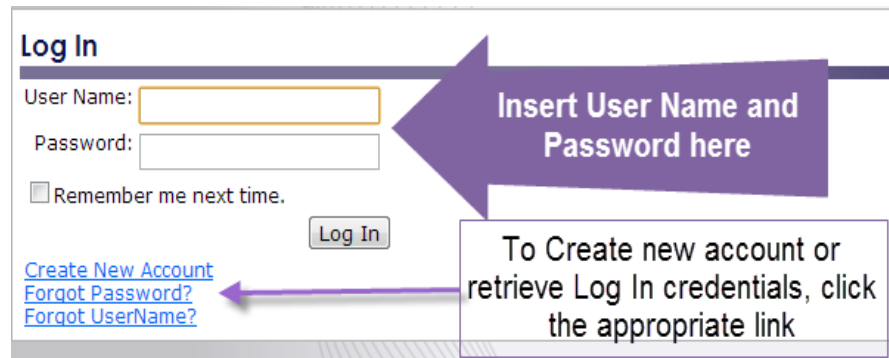 Log In
User Name:
Insert User Name and
Password here
Password:
Remember me next time.
Log In
Create New Account
Forgot Password?
Forgot UserName?
To Create new account or
retrieve Log In credentials, click
the appropriate link